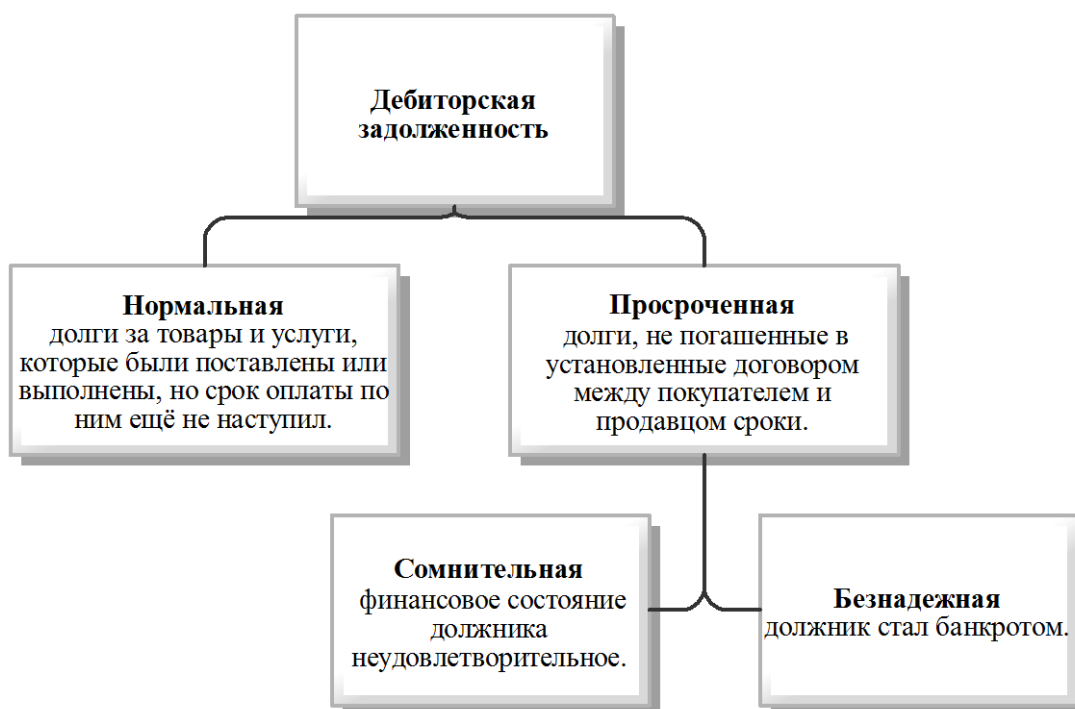 Дебиторская
задолженность
Нормальная
долги за товары и услуги,
которые были поставлены или
выполнены, но срок оплаты по
ним ещё не наступил.
Просроченная
долги, не погашенные в
установленные договором
между покупателем и
продавцом сроки.
Сомнительная
финансовое состояние
должника
неудовлетворительное.
Безнадежная
должник стал банкротом.